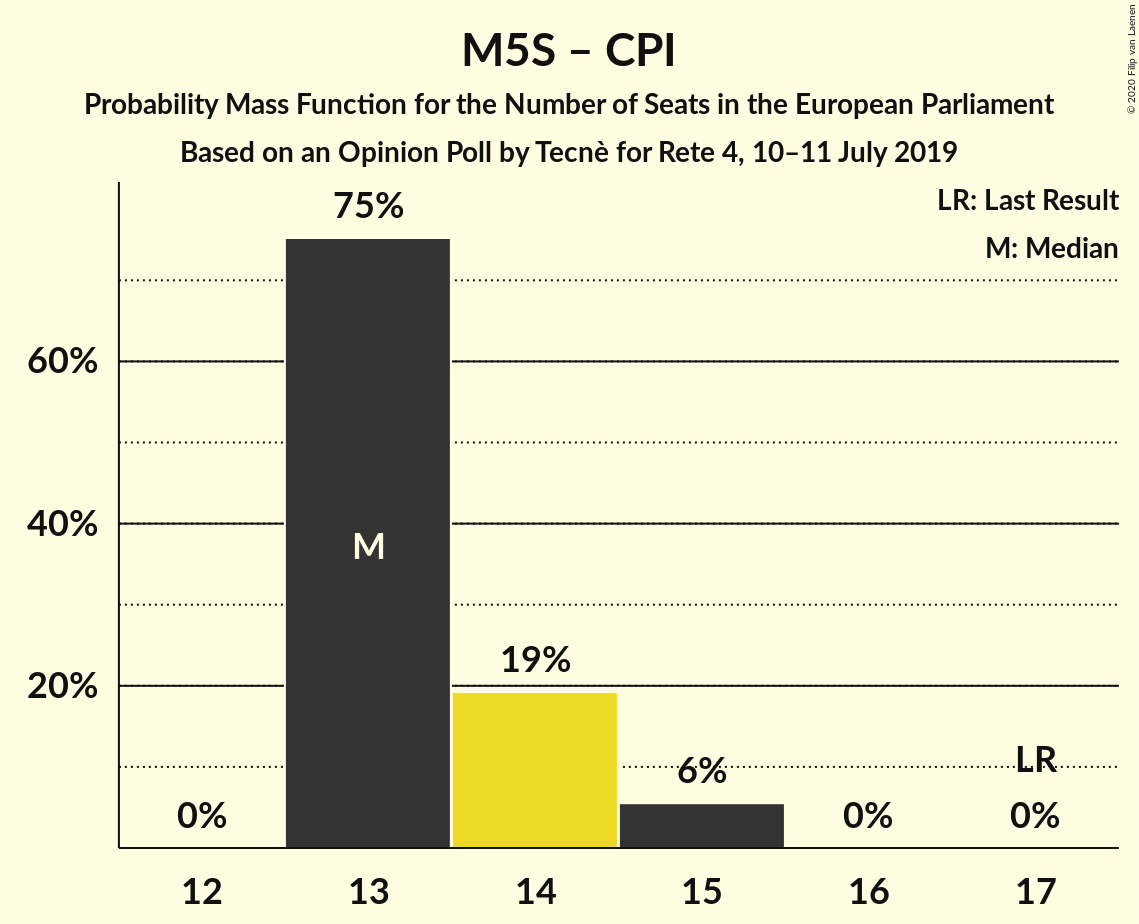 M5S – CPI
Probability Mass Function for the Number of Seats in the European Parliament
Based on an Opinion Poll by Tecnè for Rete 4, 10–11 July 2019
© 2020 Filip van Laenen
LR: Last Result
M: Median
75%
60%
40%
M
19%
20%
6%
LR
0%
0%
0%
12 13 14 15 16 17